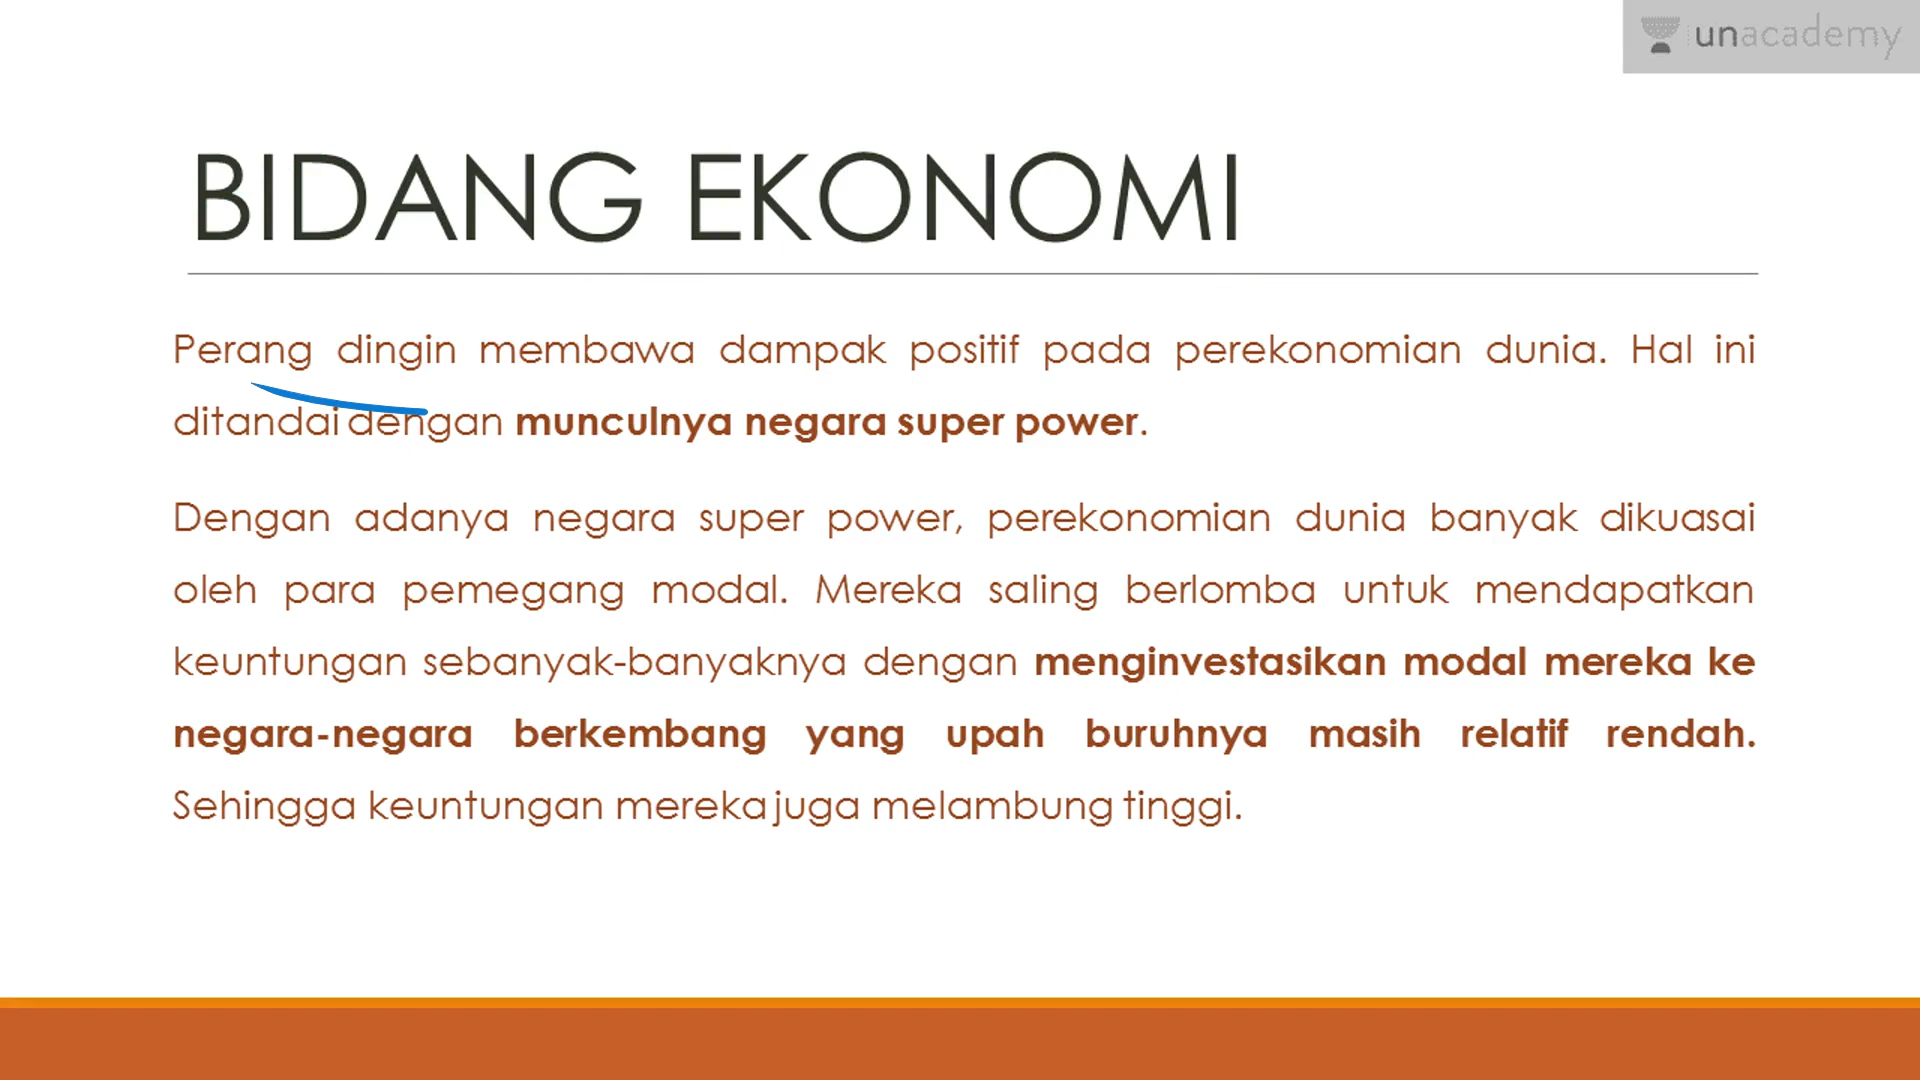 unacademy
BIDANG EKONOMI
Perang dingin membawa dampak positif pada perekonomian dunia. Hal ini
ditandai dengan munculnya negara super power.
Dengan adanya negara super power, perekonomian dunia banyak dikuasai
oleh para pemegang modal. Mereka saling berlomba untuk mendapatkan
keuntungan sebanyak-banyaknya dengan menginvestasikan modal mereka ke
negara-negara berkembang yang upah buruhnya masih relatif rendah.
Sehingga keuntungan mereka juga melambung tinggi.